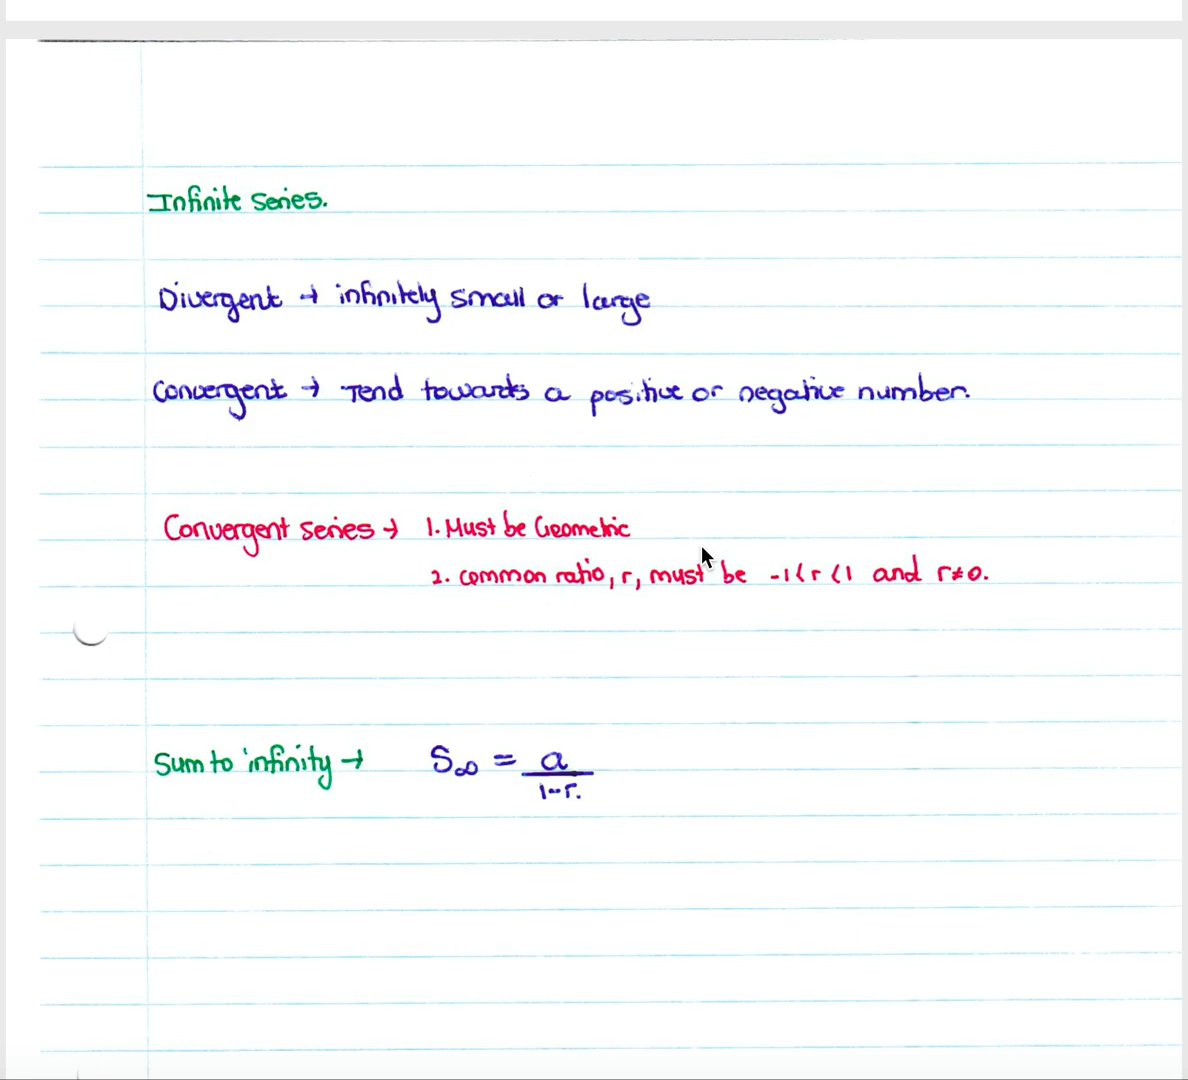 Infinite series.
Divergent → infinitely small or large
Convergent → Tend towards a positive or negative number.
Convergent series → 1. Must be Geometric
2. common ratio, r, must be -1<r<1 and r≠0.
Sum to infinity → S∞ = a
1-r.